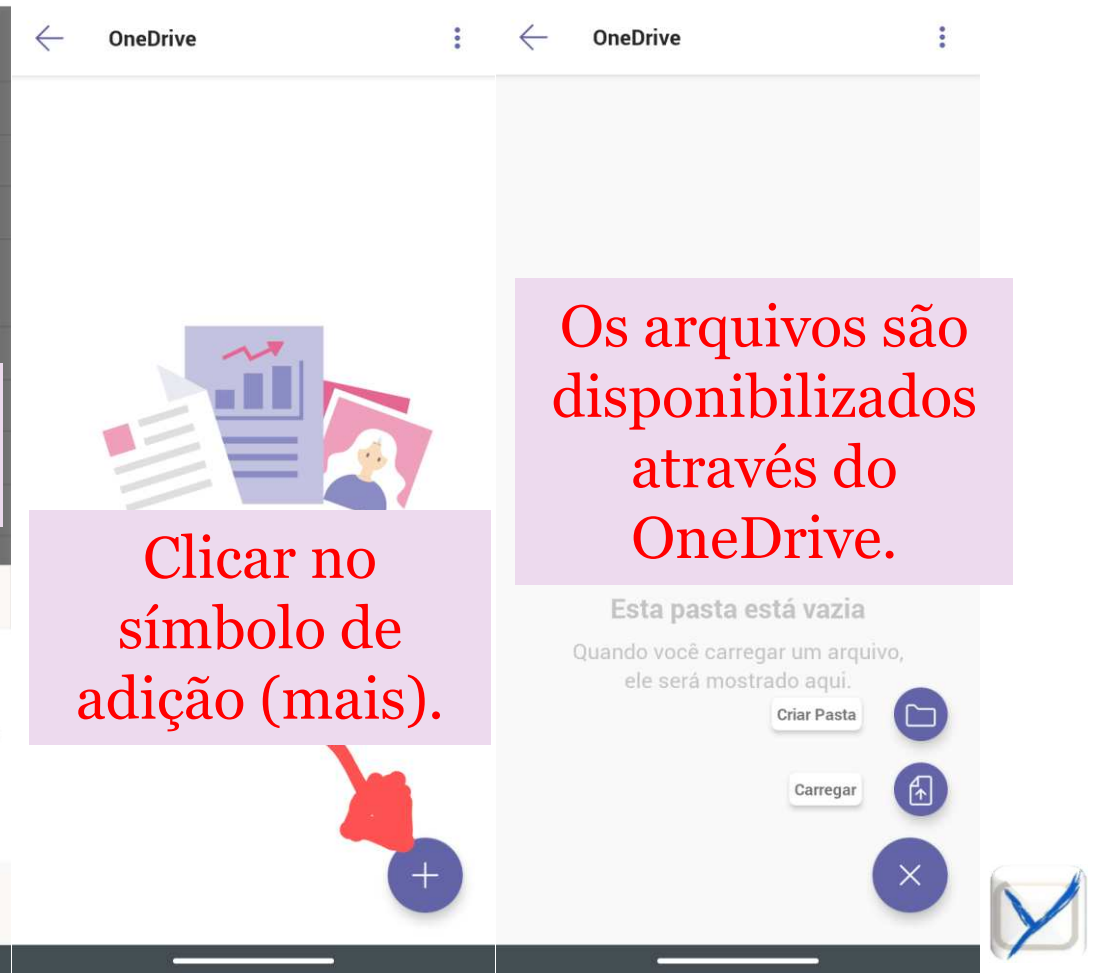 OneDrive
Clicar no
símbolo de
adição (mais).
OneDrive
Os arquivos são
disponibilizados
através do
OneDrive.
Esta pasta está vazia
Quando você carregar um arquivo,
ele será mostrado aqui.
Criar Pasta
Carregar